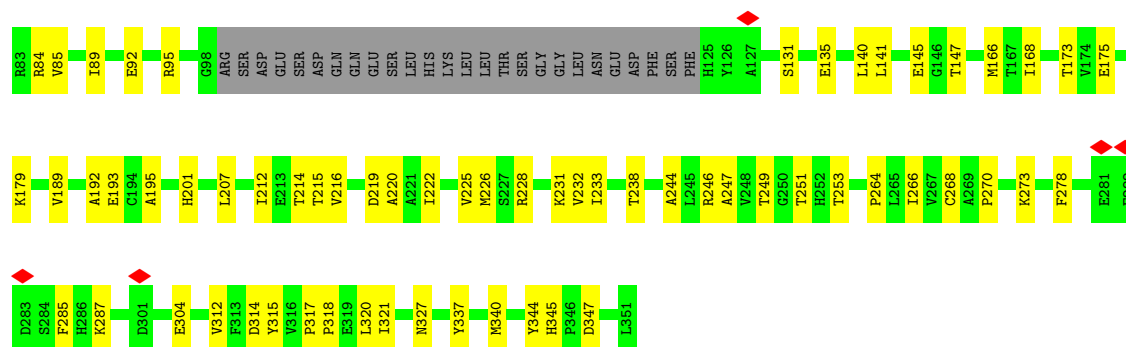 R83 R84 V85 I89 E92 R95 G98 ARG SER ASP GLU SER ASP GLN GLN GLU SER LEU HIS LYS LEU LEU THR SER GLY GLY LEU ASN GLU ASP PHE SER PHE H125 Y126 A127 S131 E135 L140 L141 E145 G146 T147 M166 T167 I168 T173 V174 E175
K179 V189 A192 E193 C194 A195 H201 L207 I212 E213 T214 T215 V216 D219 A220 A221 I222 V225 M226 S227 R228 K231 V232 I233 T238 A244 L245 R246 A247 V248 T249 G250 T251 H252 T253 P264 L265 I266 V267 C268 A269 P270 K273 F278 E281
D283 S284 F285 H286 K287 D301 E304 V312 F313 D314 Y315 V316 P317 P318 E319 L320 I321 N327 Y337 M340 Y344 H345 P346 D347 L351